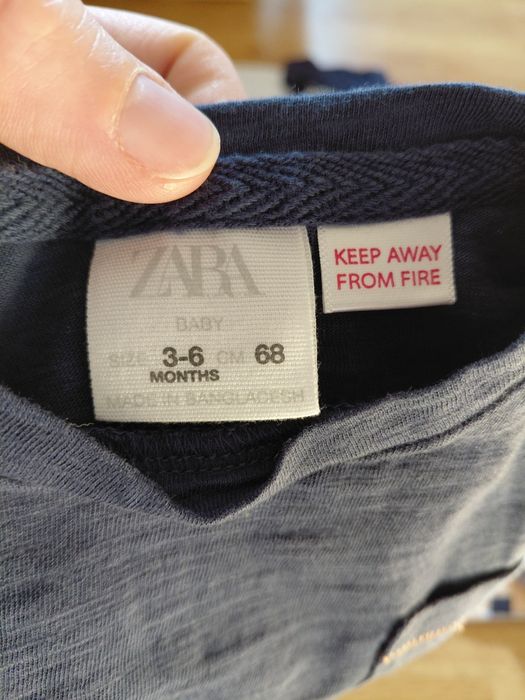 ZARA
BABY
SIZE 3-6 CM 68
MONTHS
MADE IN BANGLADESH
KEEP AWAY
FROM FIRE